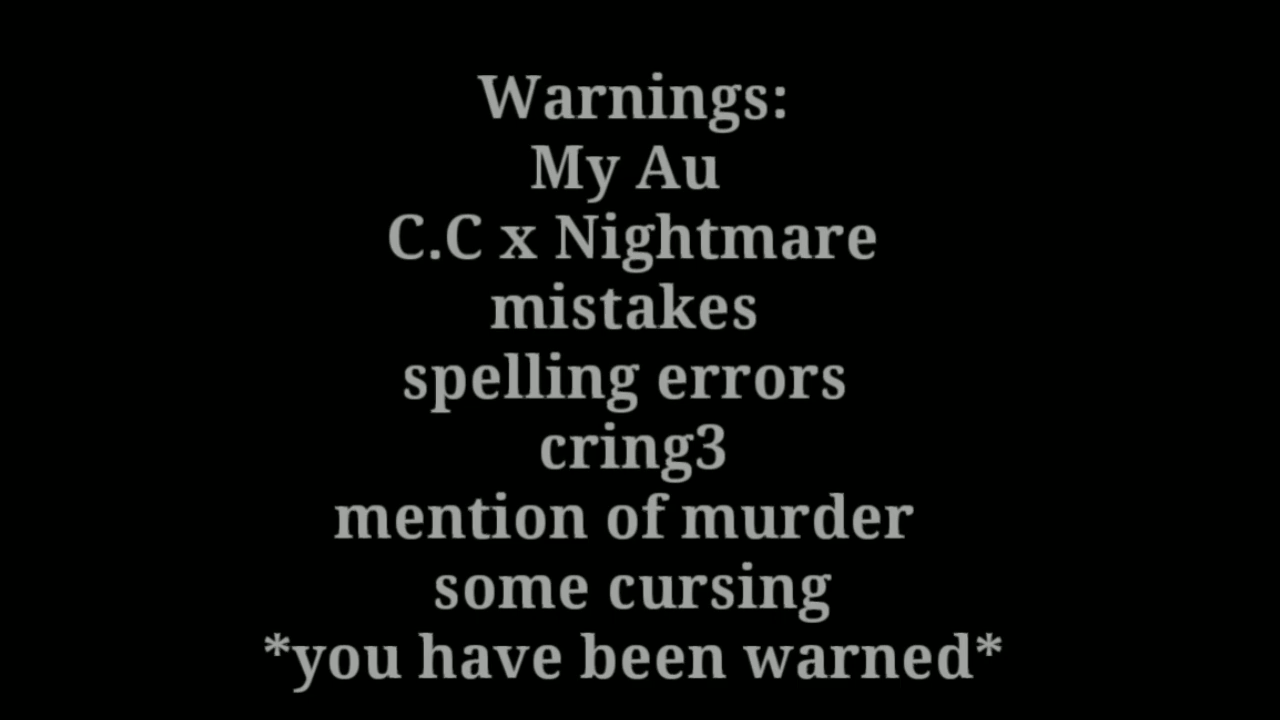 Warnings:
My Au
C.C x Nightmare
mistakes
spelling errors
cring3
mention of murder
some cursing
*you have been warned*